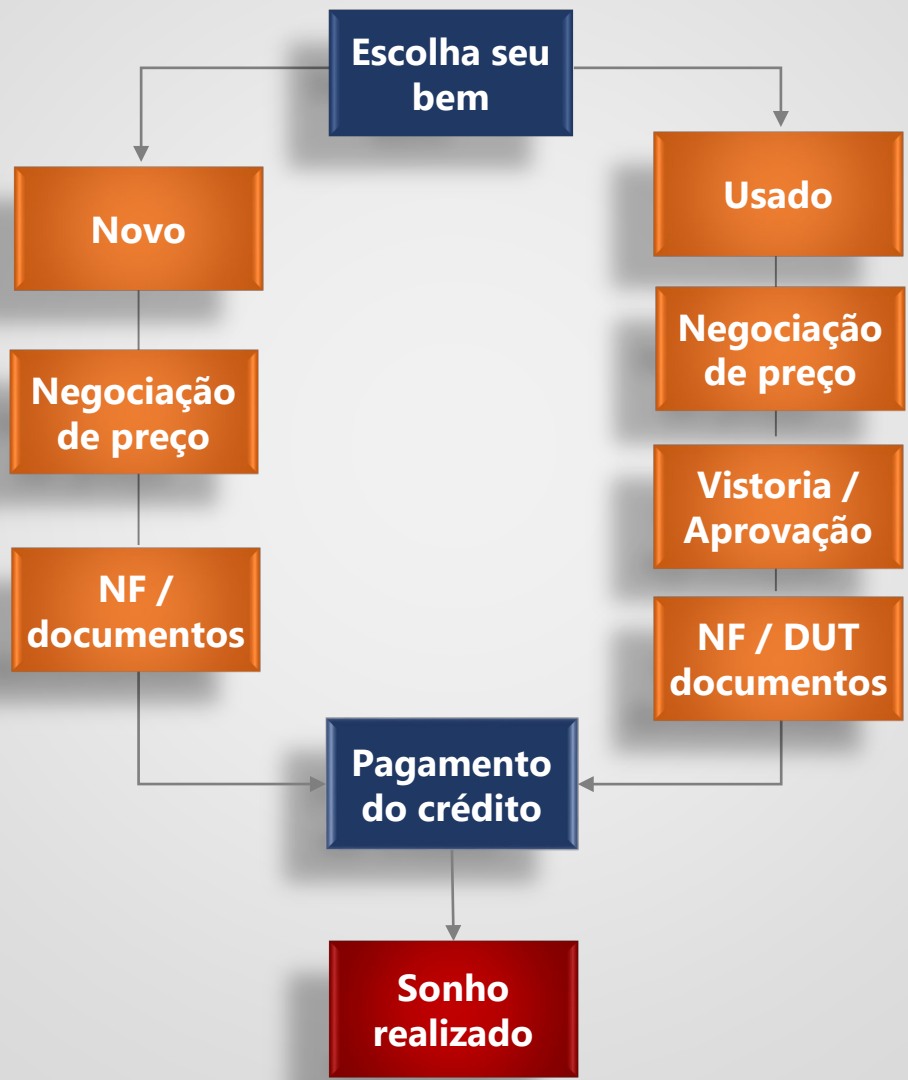 Escolha seu
bem
Novo
Negociação
de preço
NF /
documentos
Usado
Negociação
de preço
Vistoria /
Aprovação
NF / DUT
documentos
Pagamento
do crédito
Sonho
realizado